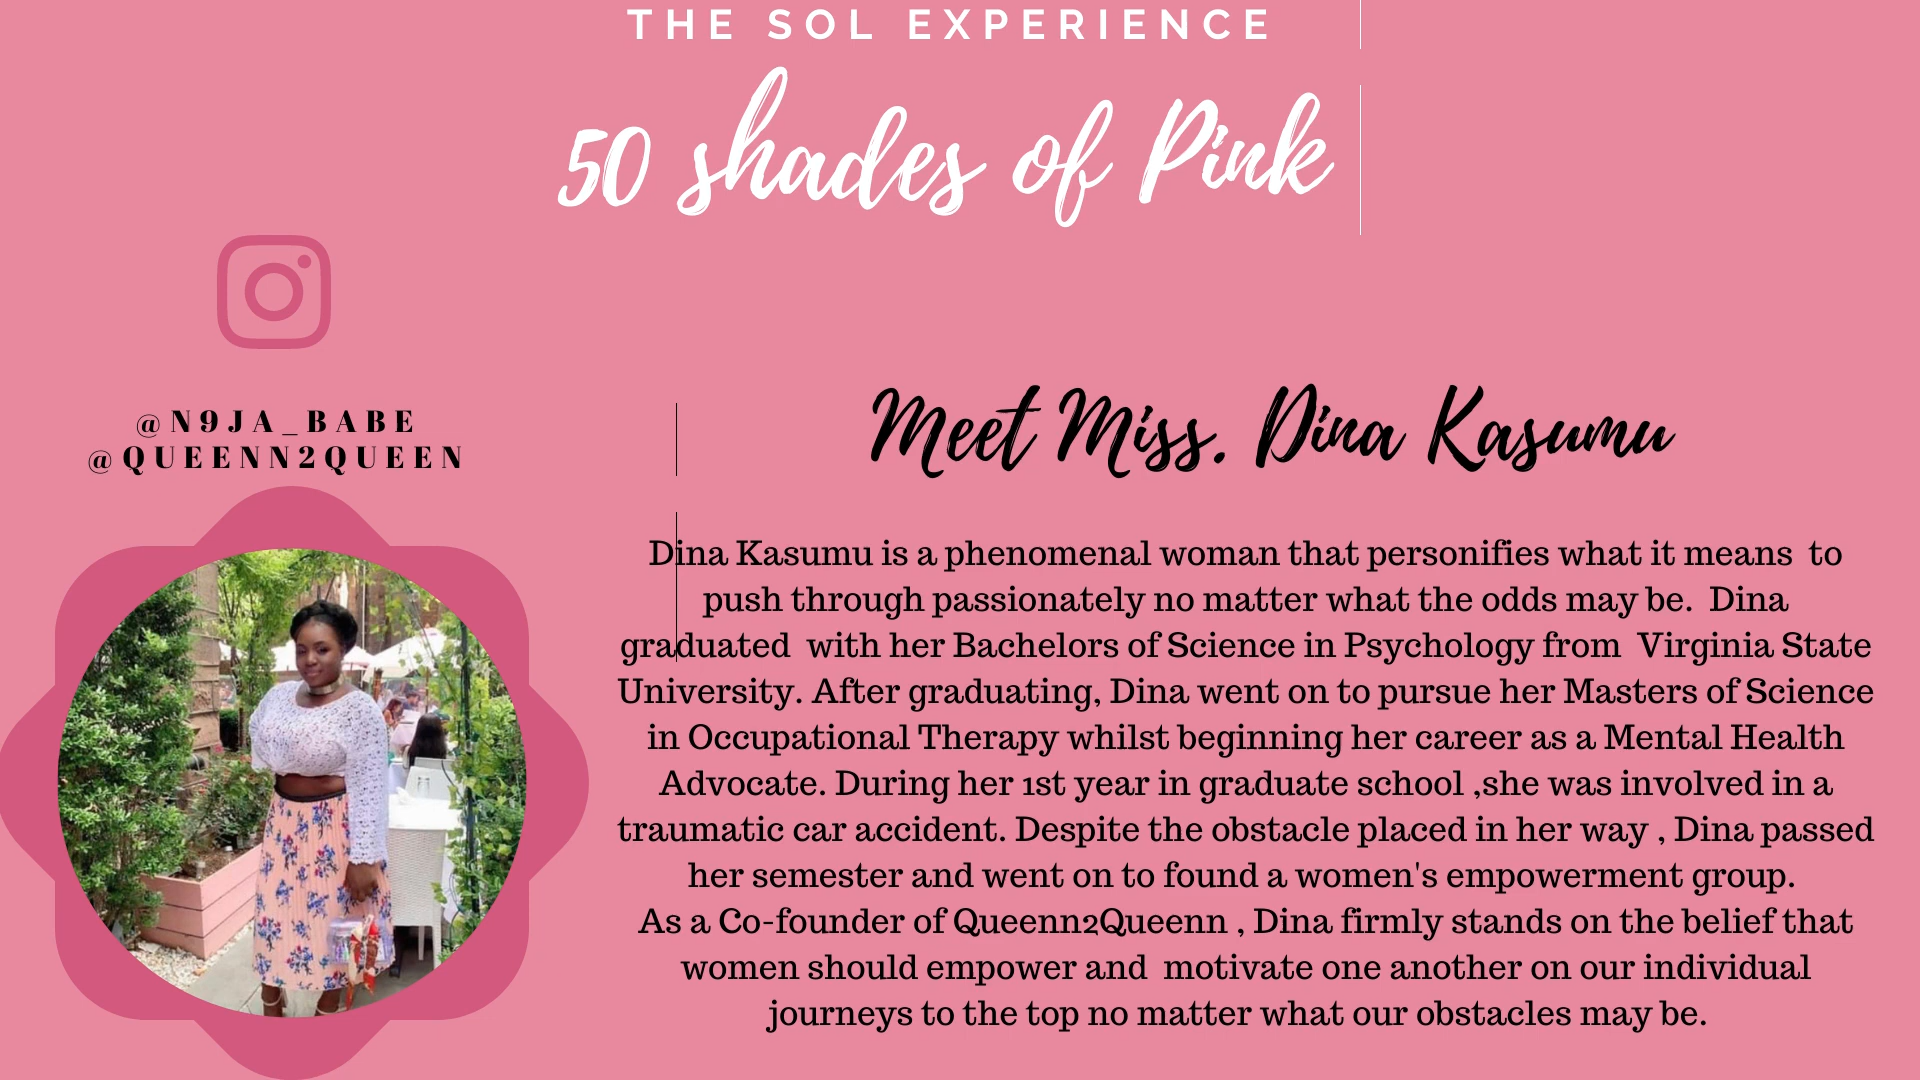 THE SOL EXPERIENCE
50 shades of Pink
@N9JA_BABE
@QUEENN2QUEEN
Meet Miss. Dina Kasumu
Dina Kasumu is a phenomenal woman that personifies what it means  to
push through passionately no matter what the odds may be.  Dina
graduated  with her Bachelors of Science in Psychology from  Virginia State
University. After graduating, Dina went on to pursue her Masters of Science
in Occupational Therapy whilst beginning her career as a Mental Health
Advocate. During her 1st year in graduate school ,she was involved in a
traumatic car accident. Despite the obstacle placed in her way , Dina passed
her semester and went on to found a women's empowerment group.
As a Co-founder of Queenn2Queenn , Dina firmly stands on the belief that
women should empower and  motivate one another on our individual
journeys to the top no matter what our obstacles may be.